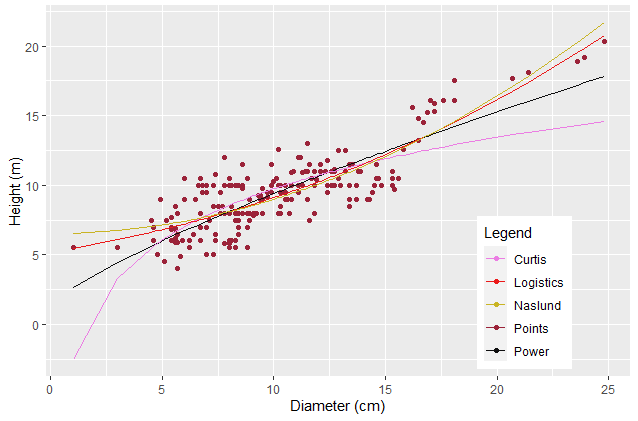 Height (m)
20
15
10
5
0
0
5
10
15
20
25
Diameter (cm)
Legend
Curtis
Logistics
Naslund
Points
Power